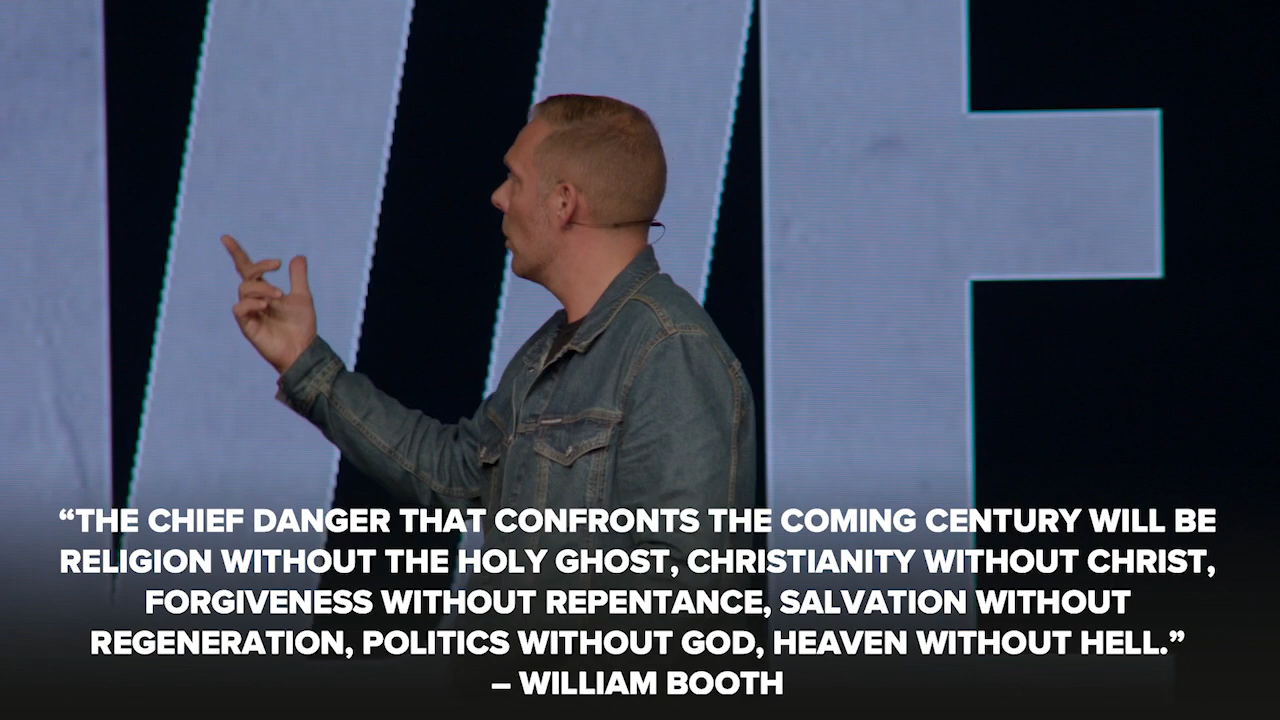 “THE CHIEF DANGER THAT CONFRONTS THE COMING CENTURY WILL BE
RELIGION WITHOUT THE HOLY GHOST, CHRISTIANITY WITHOUT CHRIST,
FORGIVENESS WITHOUT REPENTANCE, SALVATION WITHOUT
REGENERATION, POLITICS WITHOUT GOD, HEAVEN WITHOUT HELL.”
– WILLIAM BOOTH